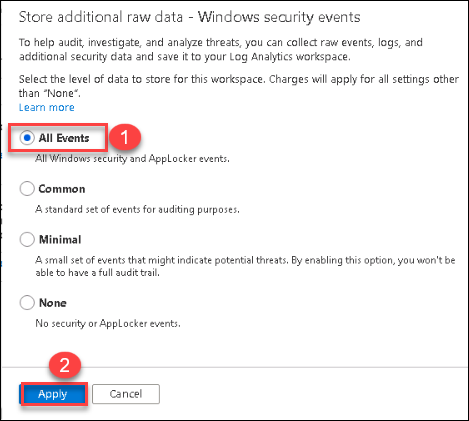 Store additional raw data - Windows security events
To help audit, investigate, and analyze threats, you can collect raw events, logs, and
additional security data and save it to your Log Analytics workspace.
Select the level of data to store for this workspace. Charges will apply for all settings other
than "None".
Learn more
All Events 1
All Windows security and AppLocker events.
Common
A standard set of events for auditing purposes.
Minimal
A small set of events that might indicate potential threats. By enabling this option, you won't be
able to have a full audit trail.
None
No security or AppLocker events.
2
Apply Cancel